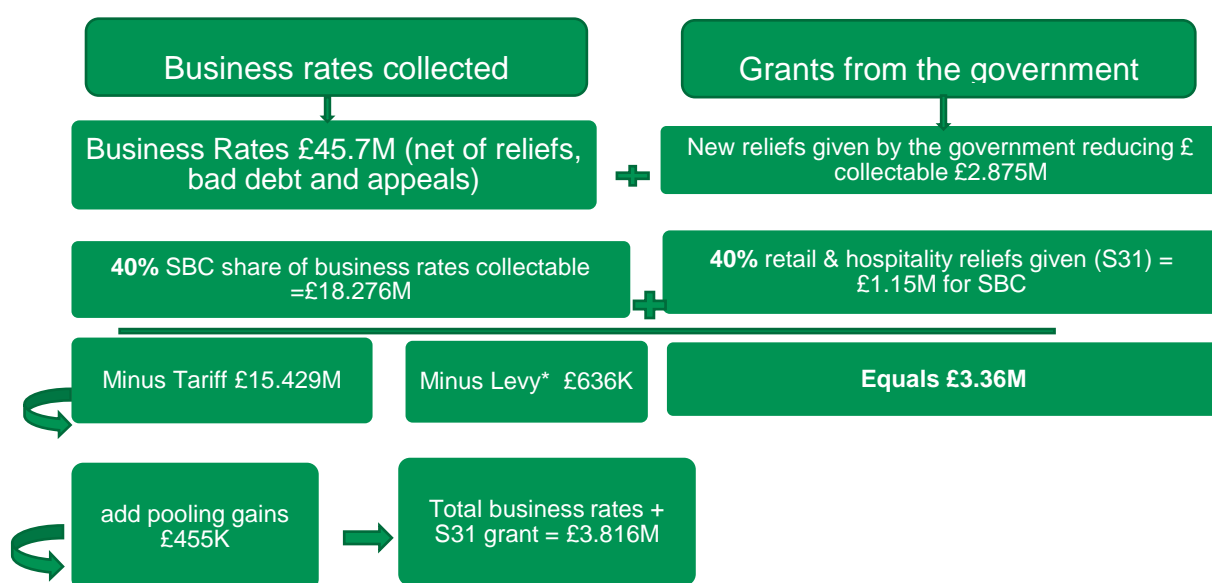 Business rates collected
Grants from the government
Business Rates £45.7M (net of reliefs,
bad debt and appeals)
New reliefs given by the government reducing £
collectable £2.875M
40% SBC share of business rates collectable
=£18.276M
40% retail & hospitality reliefs given (S31) =
£1.15M for SBC
Minus Tariff £15.429M
Minus Levy* £636K
Equals £3.36M
add pooling gains
£455K
Total business rates +
S31 grant = £3.816M